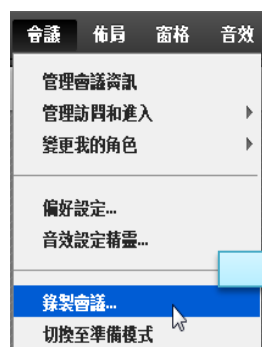 會議 佈局 窗格 音效
管理會議資訊
管理訪問和進入
變更我的角色
偏好設定...
音效設定精靈...
錄製會議...
切換至準備模式